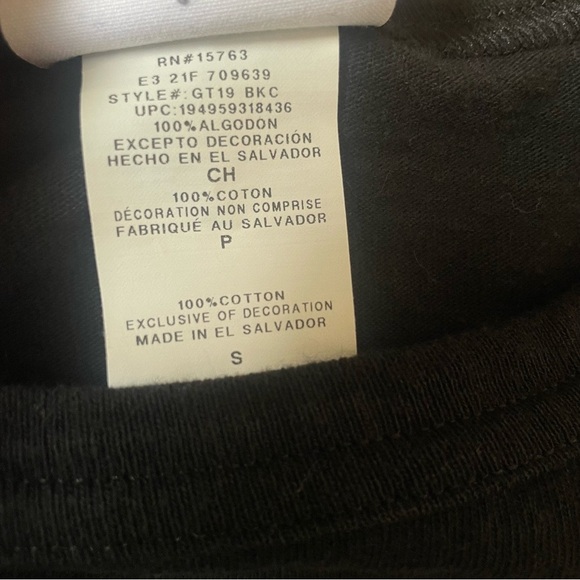 RN#15763
E3 21F 709639
STYLE#:GT19 BKC
UPC:194959318436
100%ALGODON
EXCEPTO DECORACIÓN
HECHO EN EL SALVADOR
CH
100%COTON
DÉCORATION NON COMPRISE
FABRIQUÉ AU SALVADOR
P
100%COTTON
EXCLUSIVE OF DECORATION
MADE IN EL SALVADOR
S